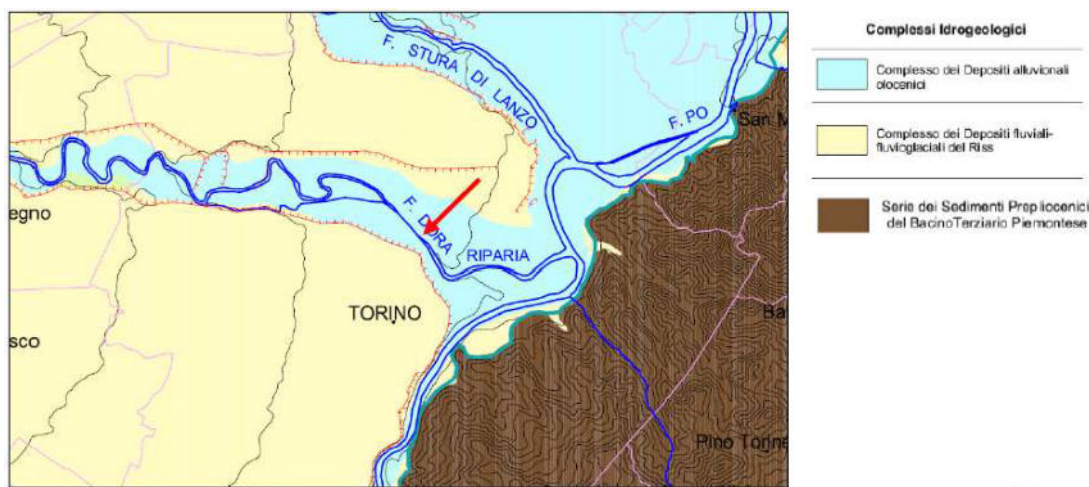 F. STURA DI LANZO
F. PO
San M
egno
F. DORA
RIPARIA
TORINO
sco
Ba
Pino Torine
Complessi Idrogeologici
Complesso dei Depositi alluvionali
olocenici
Complesso dei Depositi fluviali-
fluvioglaciali del Riss
Serie dei Sedimenti Prepliocenici
del BacinoTerziario Piemontese